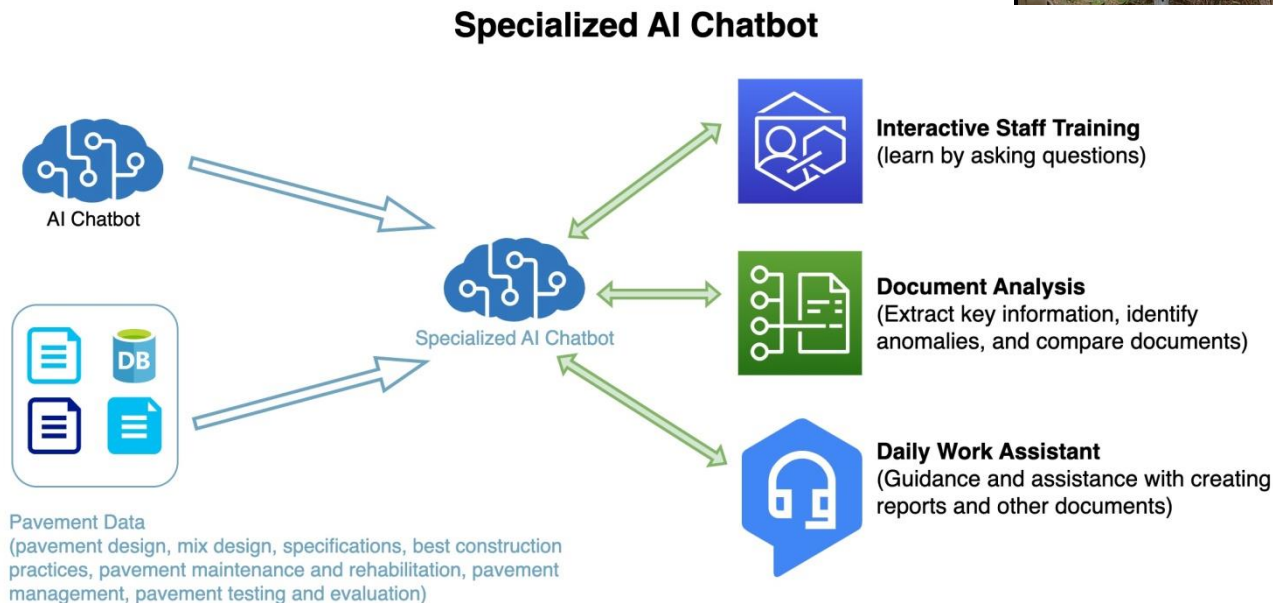 Specialized AI Chatbot
AI Chatbot
Specialized AI Chatbot
DB
Pavement Data
(pavement design, mix design, specifications, best construction
practices, pavement maintenance and rehabilitation, pavement
management, pavement testing and evaluation)
Interactive Staff Training
(learn by asking questions)
Document Analysis
(Extract key information, identify
anomalies, and compare documents)
Daily Work Assistant
(Guidance and assistance with creating
reports and other documents)